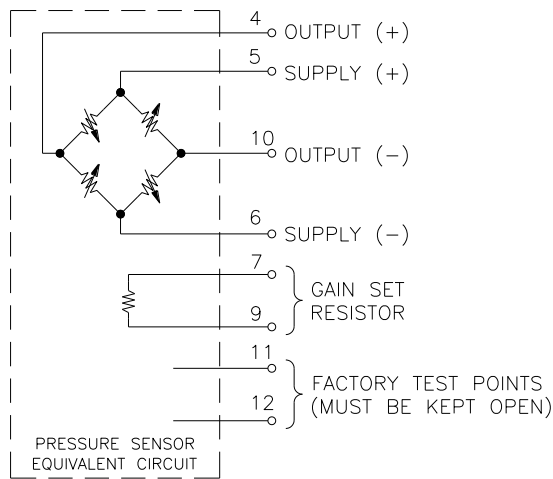 4
OUTPUT (+)
5
SUPPLY (+)
10
OUTPUT (−)
6
SUPPLY (−)
7
GAIN SET
RESISTOR
9
11
FACTORY TEST POINTS
(MUST BE KEPT OPEN)
12
PRESSURE SENSOR
EQUIVALENT CIRCUIT